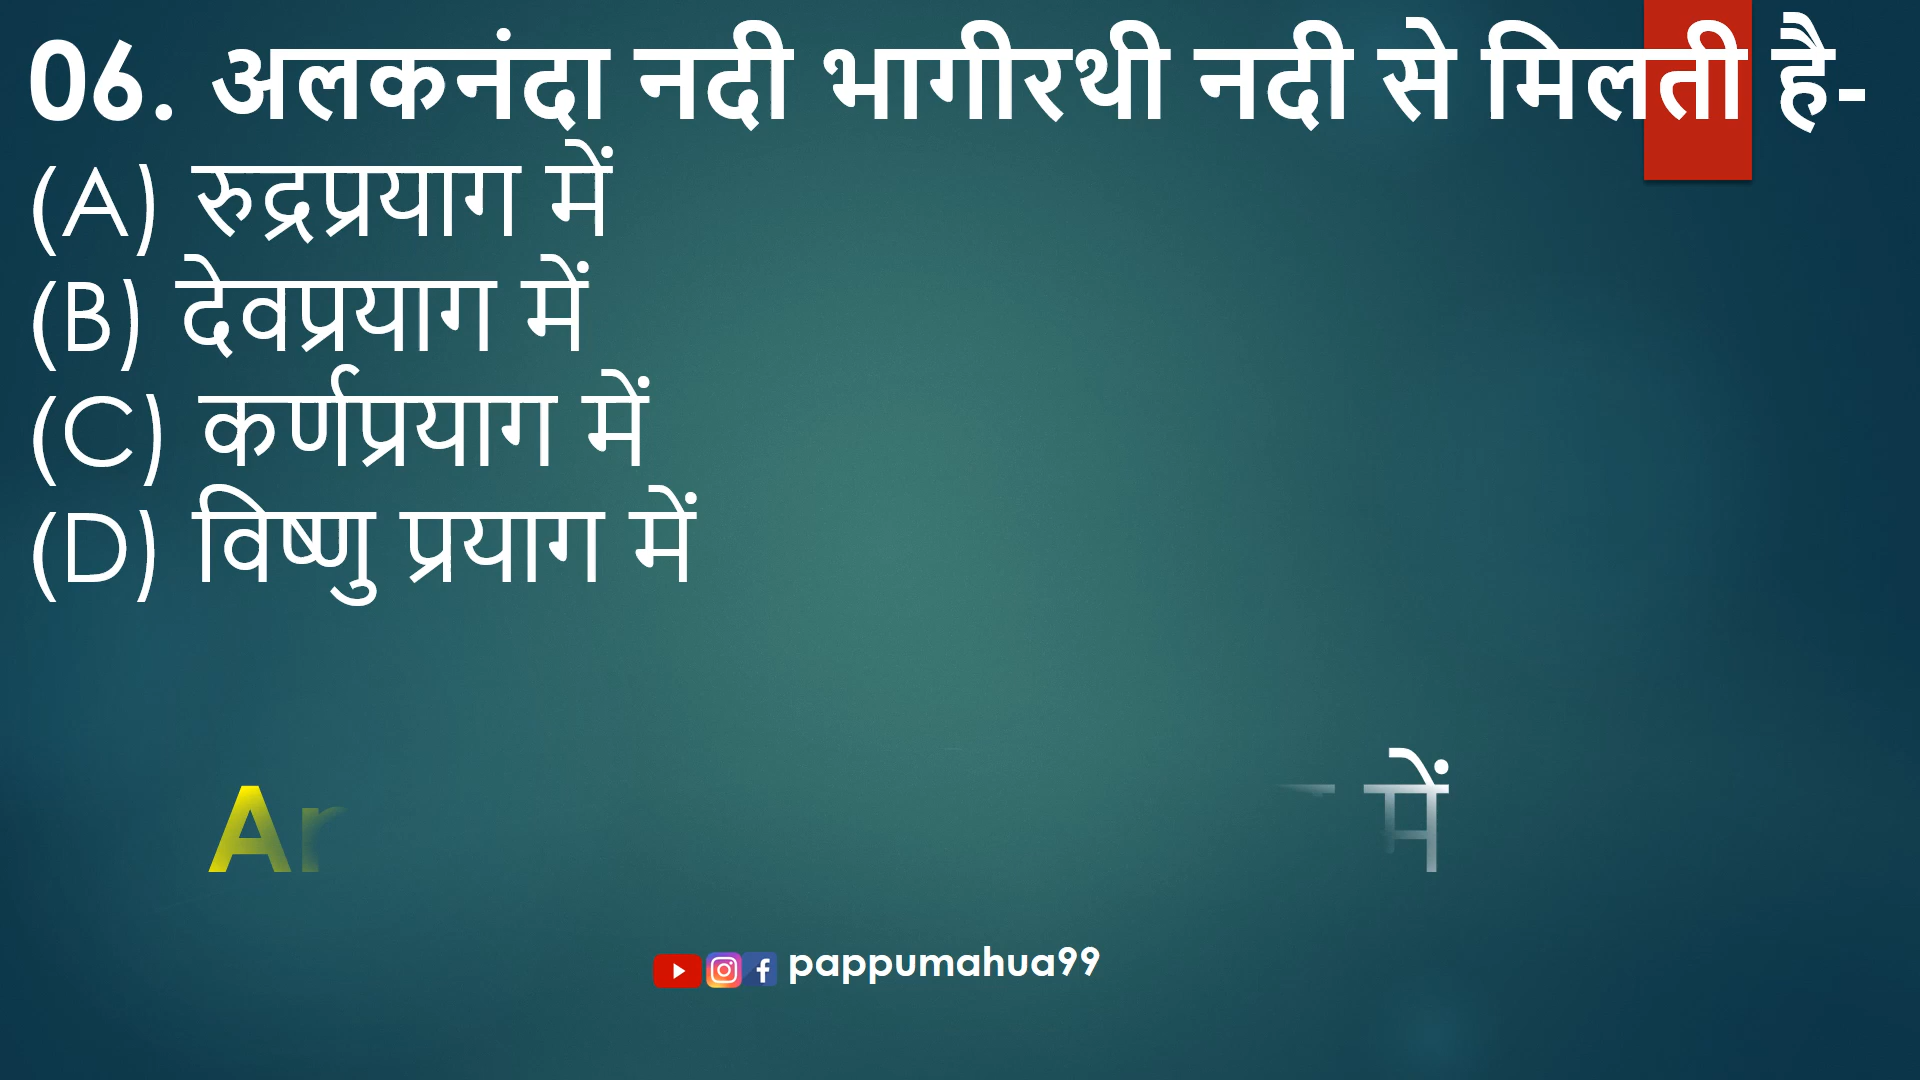 06. अलकनंदा नदी भागीरथी नदी से मिलती है-
(A) रुद्रप्रयाग में
(B) देवप्रयाग में
(C) कर्णप्रयाग में
(D) विष्णु प्रयाग में
में
pappumahua99